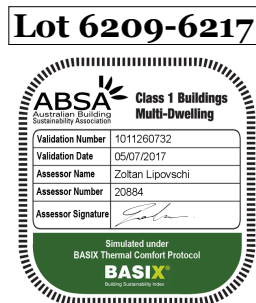 Lot 6209-6217
ABSA
Australian Building
Sustainability Association
Class 1 Buildings
Multi-Dwelling
Validation Number 1011260732
Validation Date 05/07/2017
Assessor Name Zoltan Lipovschi
Assessor Number 20884
Assessor Signature
Simulated under
BASIX Thermal Comfort Protocol
BASIX®
Building Sustainability Index